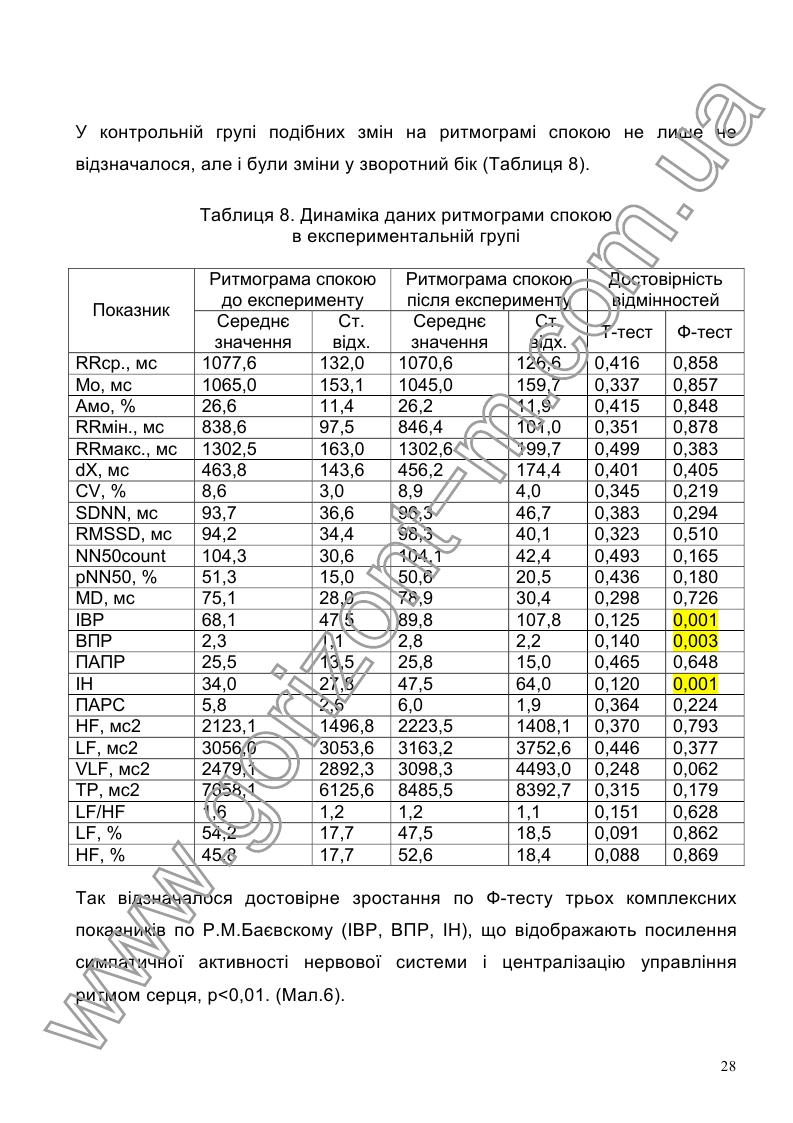 У контрольній групі подібних змін на ритмограмі спокою не лише не
відзначалося, але і були зміни у зворотний бік (Таблиця 8).
Таблиця 8. Динаміка даних ритмограми спокою
в експериментальній групі
Показник Ритмограма спокою до експерименту Ритмограма спокою після експерименту Достовірність відмінностей
Середнє значення Ст. відх. Середнє значення Ст. відх. Т-тест Ф-тест
RRср., мс 1077,6 132,0 1070,6 126,6 0,416 0,858
Мо, мс 1065,0 153,1 1045,0 159,7 0,337 0,857
Амо, % 26,6 11,4 26,2 11,9 0,415 0,848
RRмін., мс 838,6 97,5 846,4 101,0 0,351 0,878
RRмакс., мс 1302,5 163,0 1302,6 199,7 0,499 0,383
dX, мс 463,8 143,6 456,2 174,4 0,401 0,405
CV, % 8,6 3,0 8,9 4,0 0,345 0,219
SDNN, мс 93,7 36,6 96,3 46,7 0,383 0,294
RMSSD, мс 94,2 34,4 98,3 40,1 0,323 0,510
NN50count 104,3 30,6 104,1 42,4 0,493 0,165
pNN50, % 51,3 15,0 50,6 20,5 0,436 0,180
MD, мс 75,1 28,0 78,9 30,4 0,298 0,726
ІВР 68,1 47,5 89,8 107,8 0,125 0,001
ВПР 2,3 1,1 2,8 2,2 0,140 0,003
ПАПР 25,5 13,5 25,8 15,0 0,465 0,648
ІН 34,0 27,8 47,5 64,0 0,120 0,001
ПАРС 5,8 2,6 6,0 1,9 0,364 0,224
HF, мс2 2123,1 1496,8 2223,5 1408,1 0,370 0,793
LF, мс2 3056,0 3053,6 3163,2 3752,6 0,446 0,377
VLF, мс2 2479,1 2892,3 3098,3 4493,0 0,248 0,062
TP, мс2 7658,1 6125,6 8485,5 8392,7 0,315 0,179
LF/HF 1,6 1,2 1,2 1,1 0,151 0,628
LF, % 54,2 17,7 47,5 18,5 0,091 0,862
HF, % 45,8 17,7 52,6 18,4 0,088 0,869
Так відзначалося достовірне зростання по Ф-тесту трьох комплексних
показників по Р.М.Баєвскому (ІВР, ВПР, ІН), що відображають посилення
симпатичної активності нервової системи і централізацію управління
ритмом серця, р<0,01. (Мал.6).
28
www.gorizont–m.com.ua